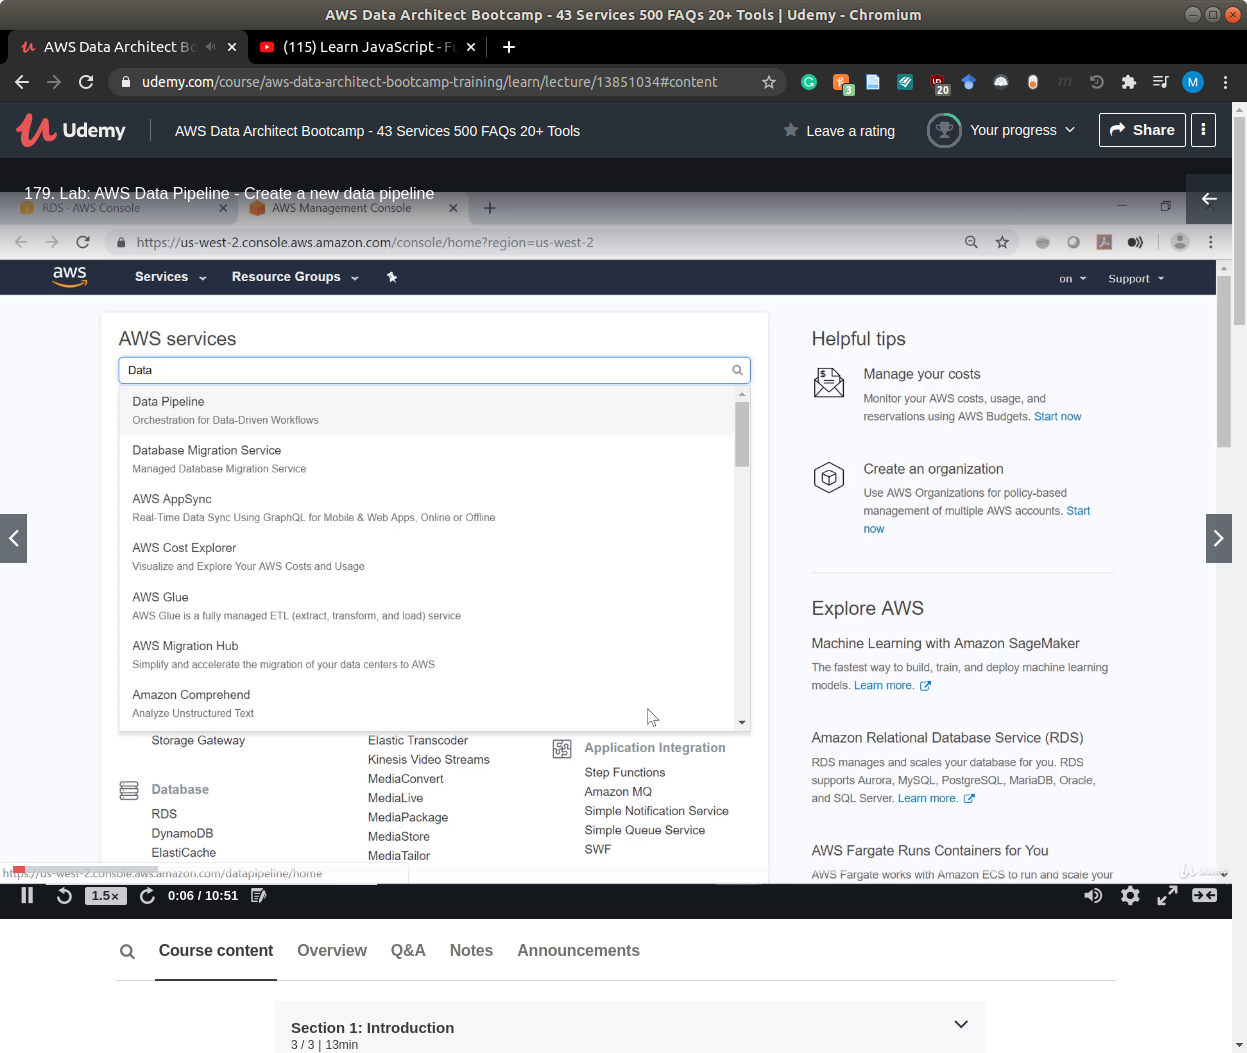 AWS Data Architect Bootcamp - 43 Services 500 FAQs 20+ Tools | Udemy - Chromium
AWS Data Architect Bo
(115) Learn JavaScript - Fu
udemy.com/course/aws-data-architect-bootcamp-training/learn/lecture/13851034#content
3
20
M
Udemy
AWS Data Architect Bootcamp - 43 Services 500 FAQs 20+ Tools
Leave a rating
Your progress
Share
179. Lab: AWS Data Pipeline - Create a new data pipeline
RDS - AWS Console
AWS Management Console
https://us-west-2.console.aws.amazon.com/console/home?region=us-west-2
aws
Services
Resource Groups
on
Support
AWS services
Data
Data Pipeline
Orchestration for Data-Driven Workflows
Database Migration Service
Managed Database Migration Service
AWS AppSync
Real-Time Data Sync Using GraphQL for Mobile & Web Apps, Online or Offline
AWS Cost Explorer
Visualize and Explore Your AWS Costs and Usage
AWS Glue
AWS Glue is a fully managed ETL (extract, transform, and load) service
AWS Migration Hub
Simplify and accelerate the migration of your data centers to AWS
Amazon Comprehend
Analyze Unstructured Text
Storage Gateway
Database
RDS
DynamoDB
ElastiCache
Elastic Transcoder
Kinesis Video Streams
MediaConvert
MediaLive
MediaPackage
MediaStore
MediaTailor
Application Integration
Step Functions
Amazon MQ
Simple Notification Service
Simple Queue Service
SWF
Helpful tips
Manage your costs
Monitor your AWS costs, usage, and
reservations using AWS Budgets. Start now
Create an organization
Use AWS Organizations for policy-based
management of multiple AWS accounts. Start
now
Explore AWS
Machine Learning with Amazon SageMaker
The fastest way to build, train, and deploy machine learning
models. Learn more.
Amazon Relational Database Service (RDS)
RDS manages and scales your database for you. RDS
supports Aurora, MySQL, PostgreSQL, MariaDB, Oracle,
and SQL Server. Learn more.
AWS Fargate Runs Containers for You
AWS Fargate works with Amazon ECS to run and scale your
https://us-west-2.console.aws.amazon.com/datapipeline/home
Udemy
1.5×
0:06 / 10:51
Course content
Overview
Q&A
Notes
Announcements
Section 1: Introduction
3 / 3 | 13min